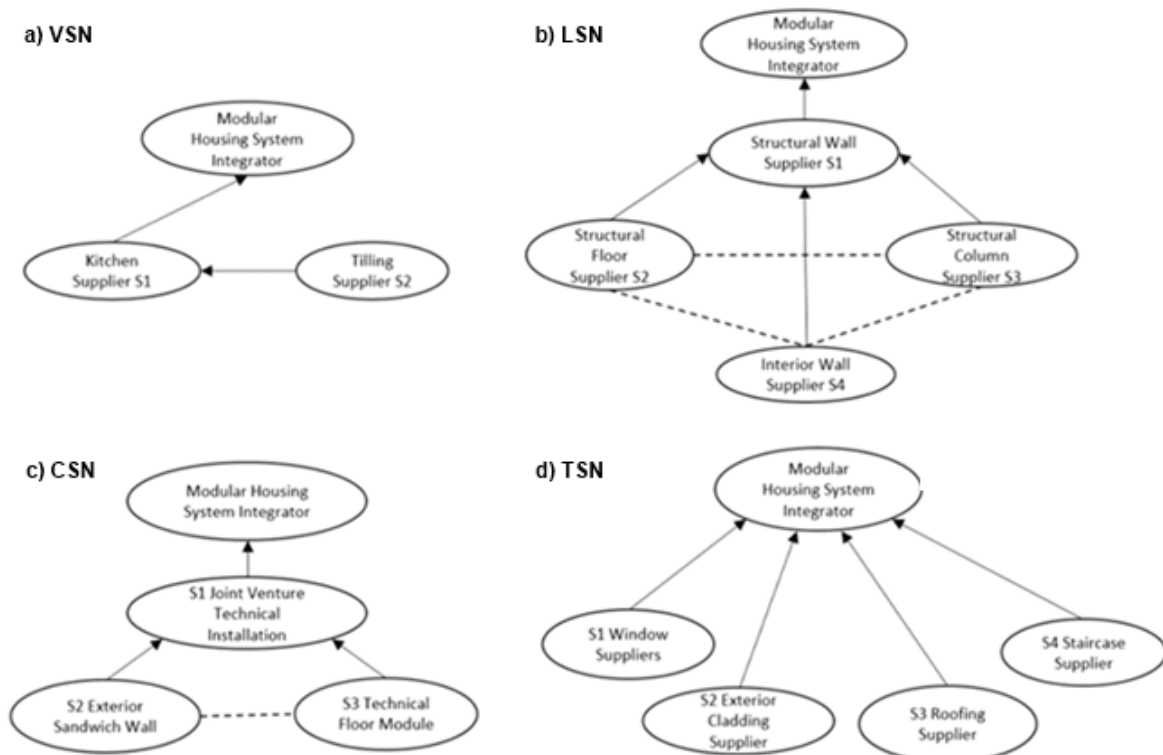 a) VSN
Modular
Housing System
Integrator
Kitchen
Supplier S1
Tilling
Supplier S2
b) LSN
Modular
Housing System
Integrator
Structural Wall
Supplier S1
Structural
Floor
Supplier S2
Structural
Column
Supplier S3
Interior Wall
Supplier S4
c) CSN
Modular Housing
System Integrator
S1 Joint Venture
Technical
Installation
S2 Exterior
Sandwich Wall
S3 Technical
Floor Module
d) TSN
Modular
Housing System
Integrator
S1 Window
Suppliers
S2 Exterior
Cladding
Supplier
S3 Roofing
Supplier
S4 Staircase
Supplier